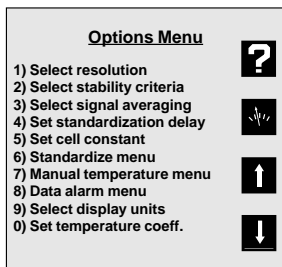 Options Menu
1) Select resolution
2) Select stability criteria
3) Select signal averaging
4) Set standardization delay
5) Set cell constant
6) Standardize menu
7) Manual temperature menu
8) Data alarm menu
9) Select display units
0) Set temperature coeff.
?